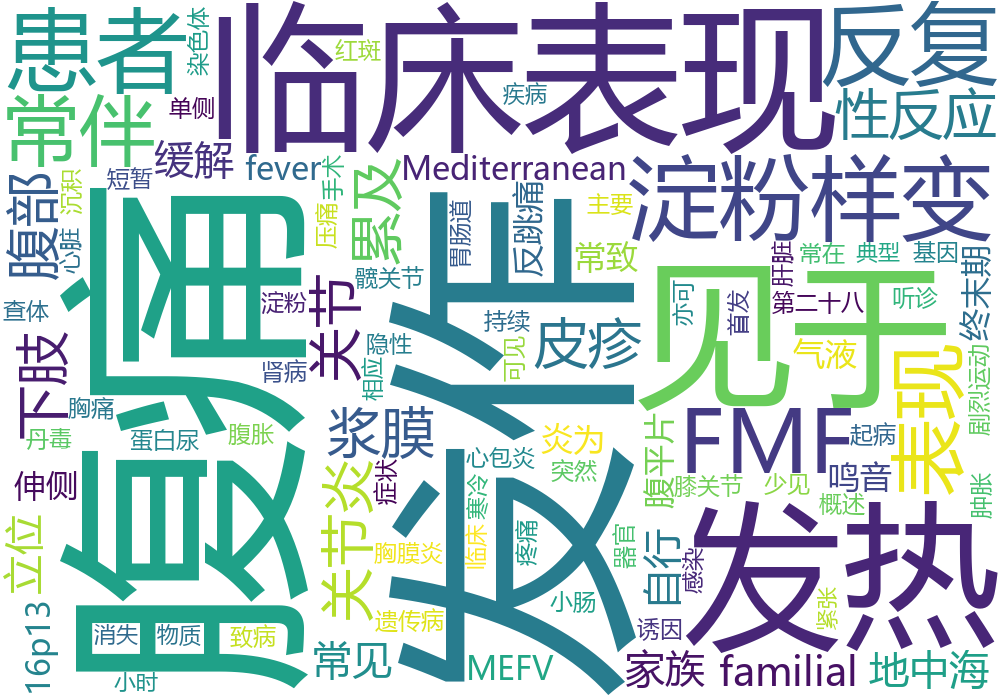 患者
染色体
临床表现
反复
红斑
常伴
单侧
疾病
性反应
缓解
fever
手术
Mediterranean
淀粉样变
短暂
沉积
腹部
心脏
压痛
累及
胃肠道
反跳痛
主要
常致
肝脏
常在
典型
基因
终末期
腹痛
发作
见于
髋关节
查体
淀粉
关节
持续
亦可
首发
第二十八
听诊
下肢
肾病
隐性
相应
可见
皮疹
气液
表现
剧烈运动
胸痛
浆膜
FMF
丹毒
蛋白尿
腹胀
心包炎
炎为
突然
腹平片
起病
鸣音
伸侧
关节炎
症状
寒冷
膝关节
少见
概述
肿胀
立位
胸膜炎
临床
疼痛
器官
自行
感染
发热
16p13
消失
物质
致病
遗传病
小肠
诱因
紧张
小时
常见
MEFV
家族
familial
地中海